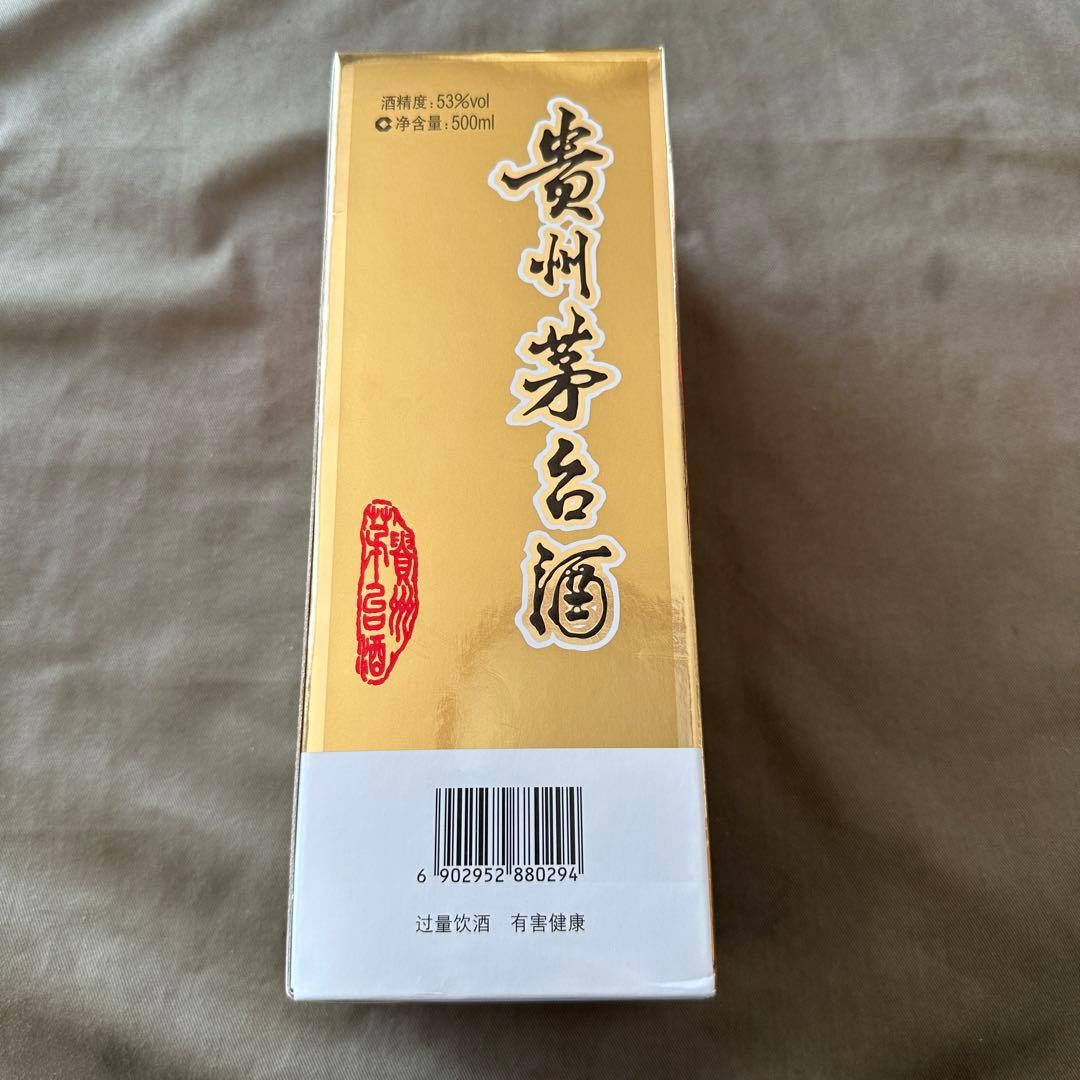 酒精度:53%vol
净含量:500ml
贵州茅台酒
貴州
茅台酒
6 902952 880294
过量饮酒 有害健康